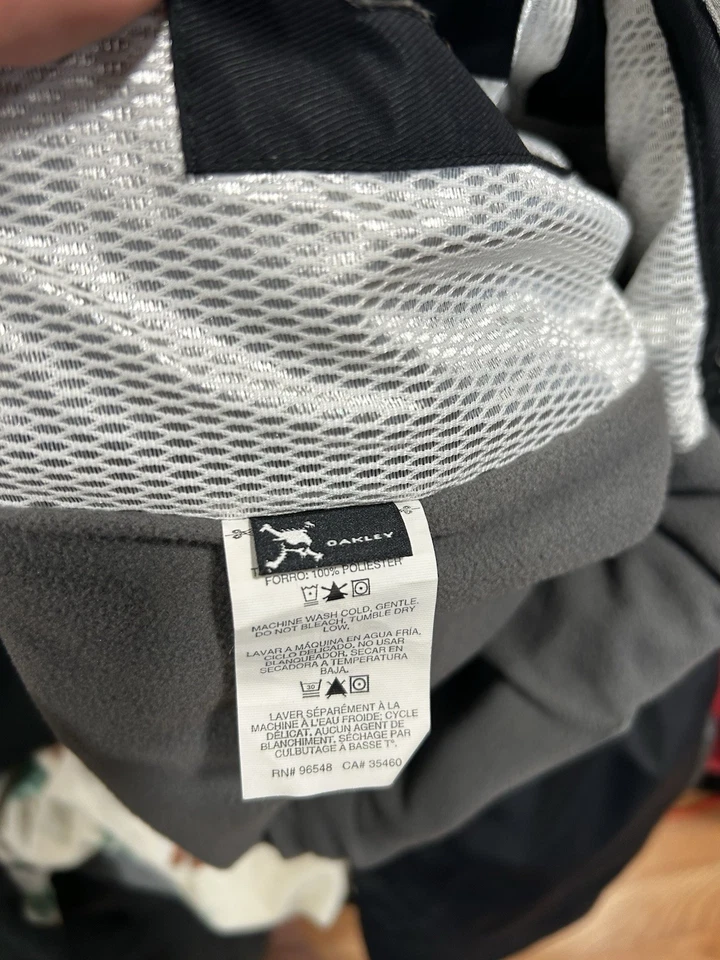 OAKLEY
FORRO: 100% POLIESTER
MACHINE WASH COLD, GENTLE,
DO NOT BLEACH, TUMBLE DRY
LOW.
LAVAR A MÁQUINA EN AGUA FRÍA,
CICLO DELICADO, NO USAR
BLANQUEADOR, SECAR EN
SECADORA A TEMPERATURA
BAJA.
30
LAVER SÉPARÉMENT À LA
MACHINE À L'EAU FROIDE; CYCLE
DÉLICAT, AUCUN AGENT DE
BLANCHIMENT, SÉCHAGE PAR
CULBUTAGE À BASSE T°.
RN# 96548 CA# 35460